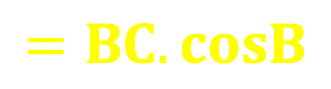 = BC. cosB